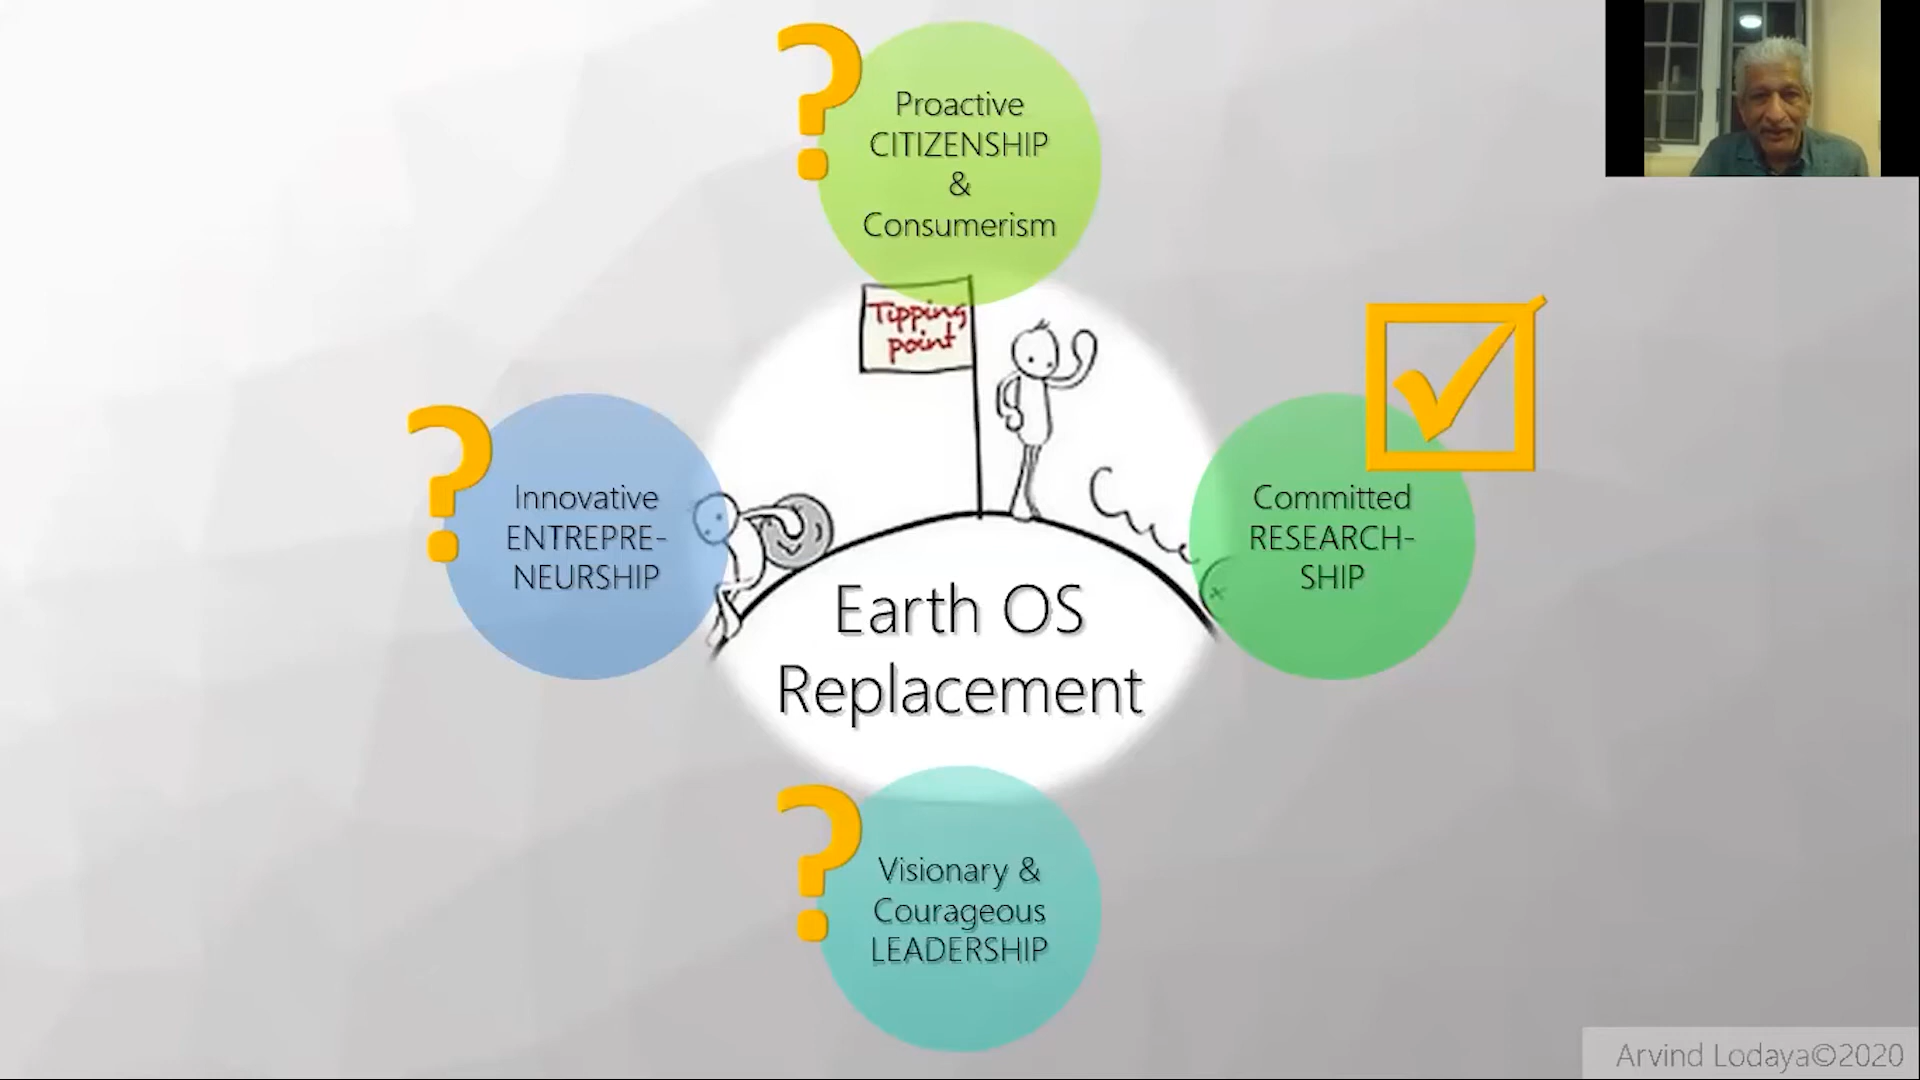 Proactive
CITIZENSHIP
&
Consumerism
Tipping
point
Innovative
ENTREPRE-
NEURSHIP
Committed
RESEARCH-
SHIP
Earth OS
Replacement
Visionary &
Courageous
LEADERSHIP
Arvind Lodaya©2020